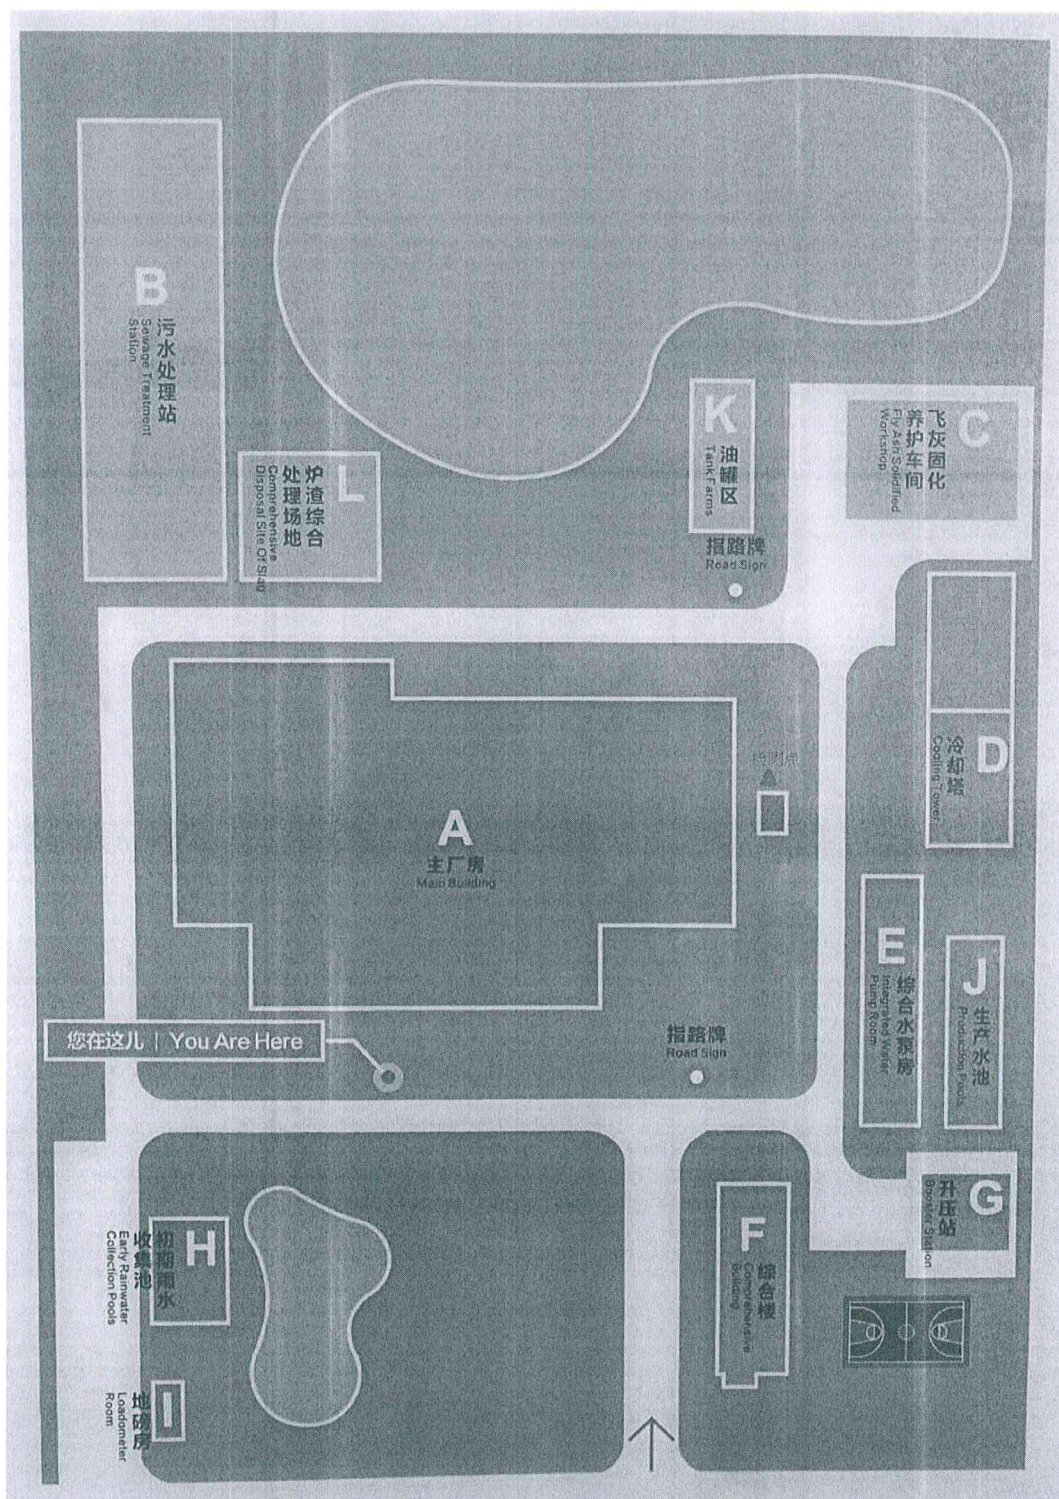 B
污水处理站
Sewage Treatment
Station
L
炉渣综合
处理场地
Comprehensive
Disposal Site Of Slag
K
油罐区
Tank Farms
C
飞灰固化
养护车间
Fly Ash Solidified
Workshop
指路牌
Road Sign
D
冷却塔
Cooling Tower
检测点
A
主厂房
Main Building
E
综合水泵房
Integrated Water
Pump Room
J
生产水池
Production Pools
您在这儿 | You Are Here
指路牌
Road Sign
G
升压站
Booster Station
H
初期雨水
收集池
Early Rainwater
Collection Pools
F
综合楼
Comprehensive
Building
I
地磅房
Loadometer
Room